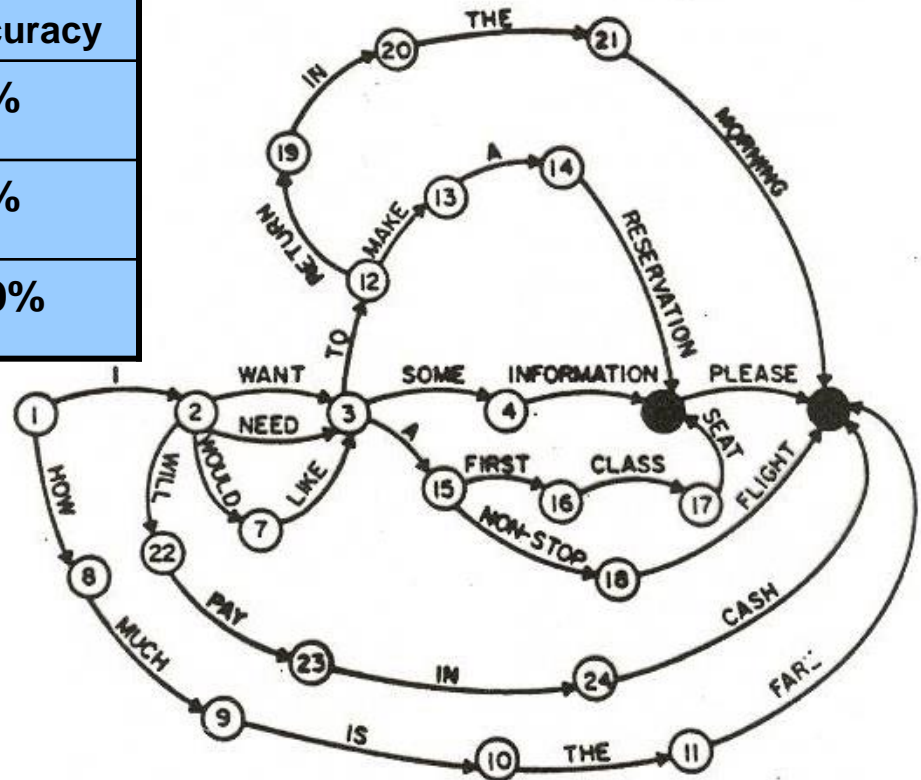 curacy
%
%
0%
THE
20
21
IN
19
MORNING
A
13
14
MAKE
RETURN
12
RESERVATION
TO
I
WANT
SOME
INFORMATION
PLEASE
1
2
3
4
NEED
A
SEAT
HOW
WILL
WOULD
LIKE
7
15
FIRST
16
CLASS
17
FLIGHT
NON-STOP
18
22
8
PAY
23
IN
24
CASH
MUCH
9
IS
10
THE
11